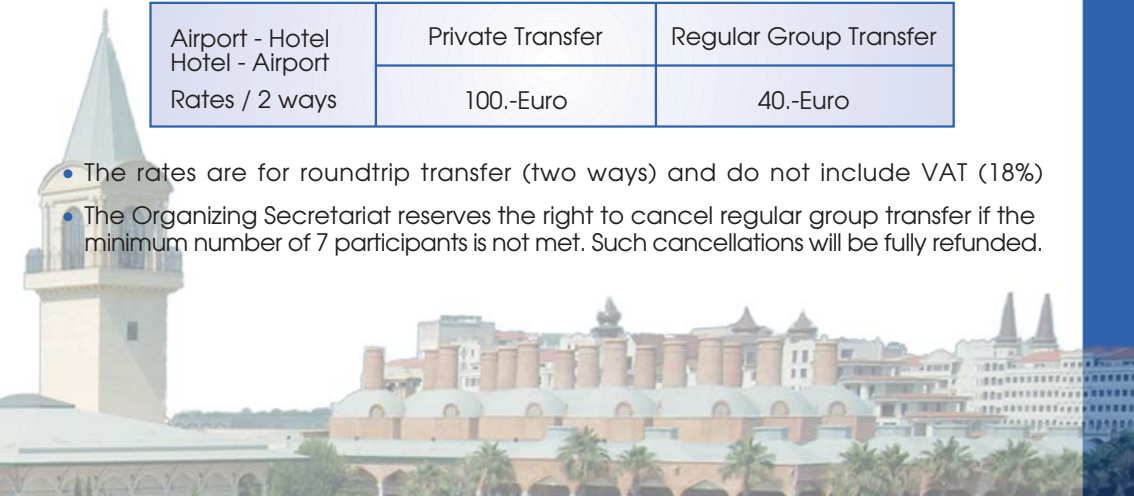 Airport - Hotel
Hotel - Airport
Rates / 2 ways
Private Transfer
Regular Group Transfer
100.-Euro
40.-Euro
• The rates are for roundtrip transfer (two ways) and do not include VAT (18%)
• The Organizing Secretariat reserves the right to cancel regular group transfer if the
minimum number of 7 participants is not met. Such cancellations will be fully refunded.